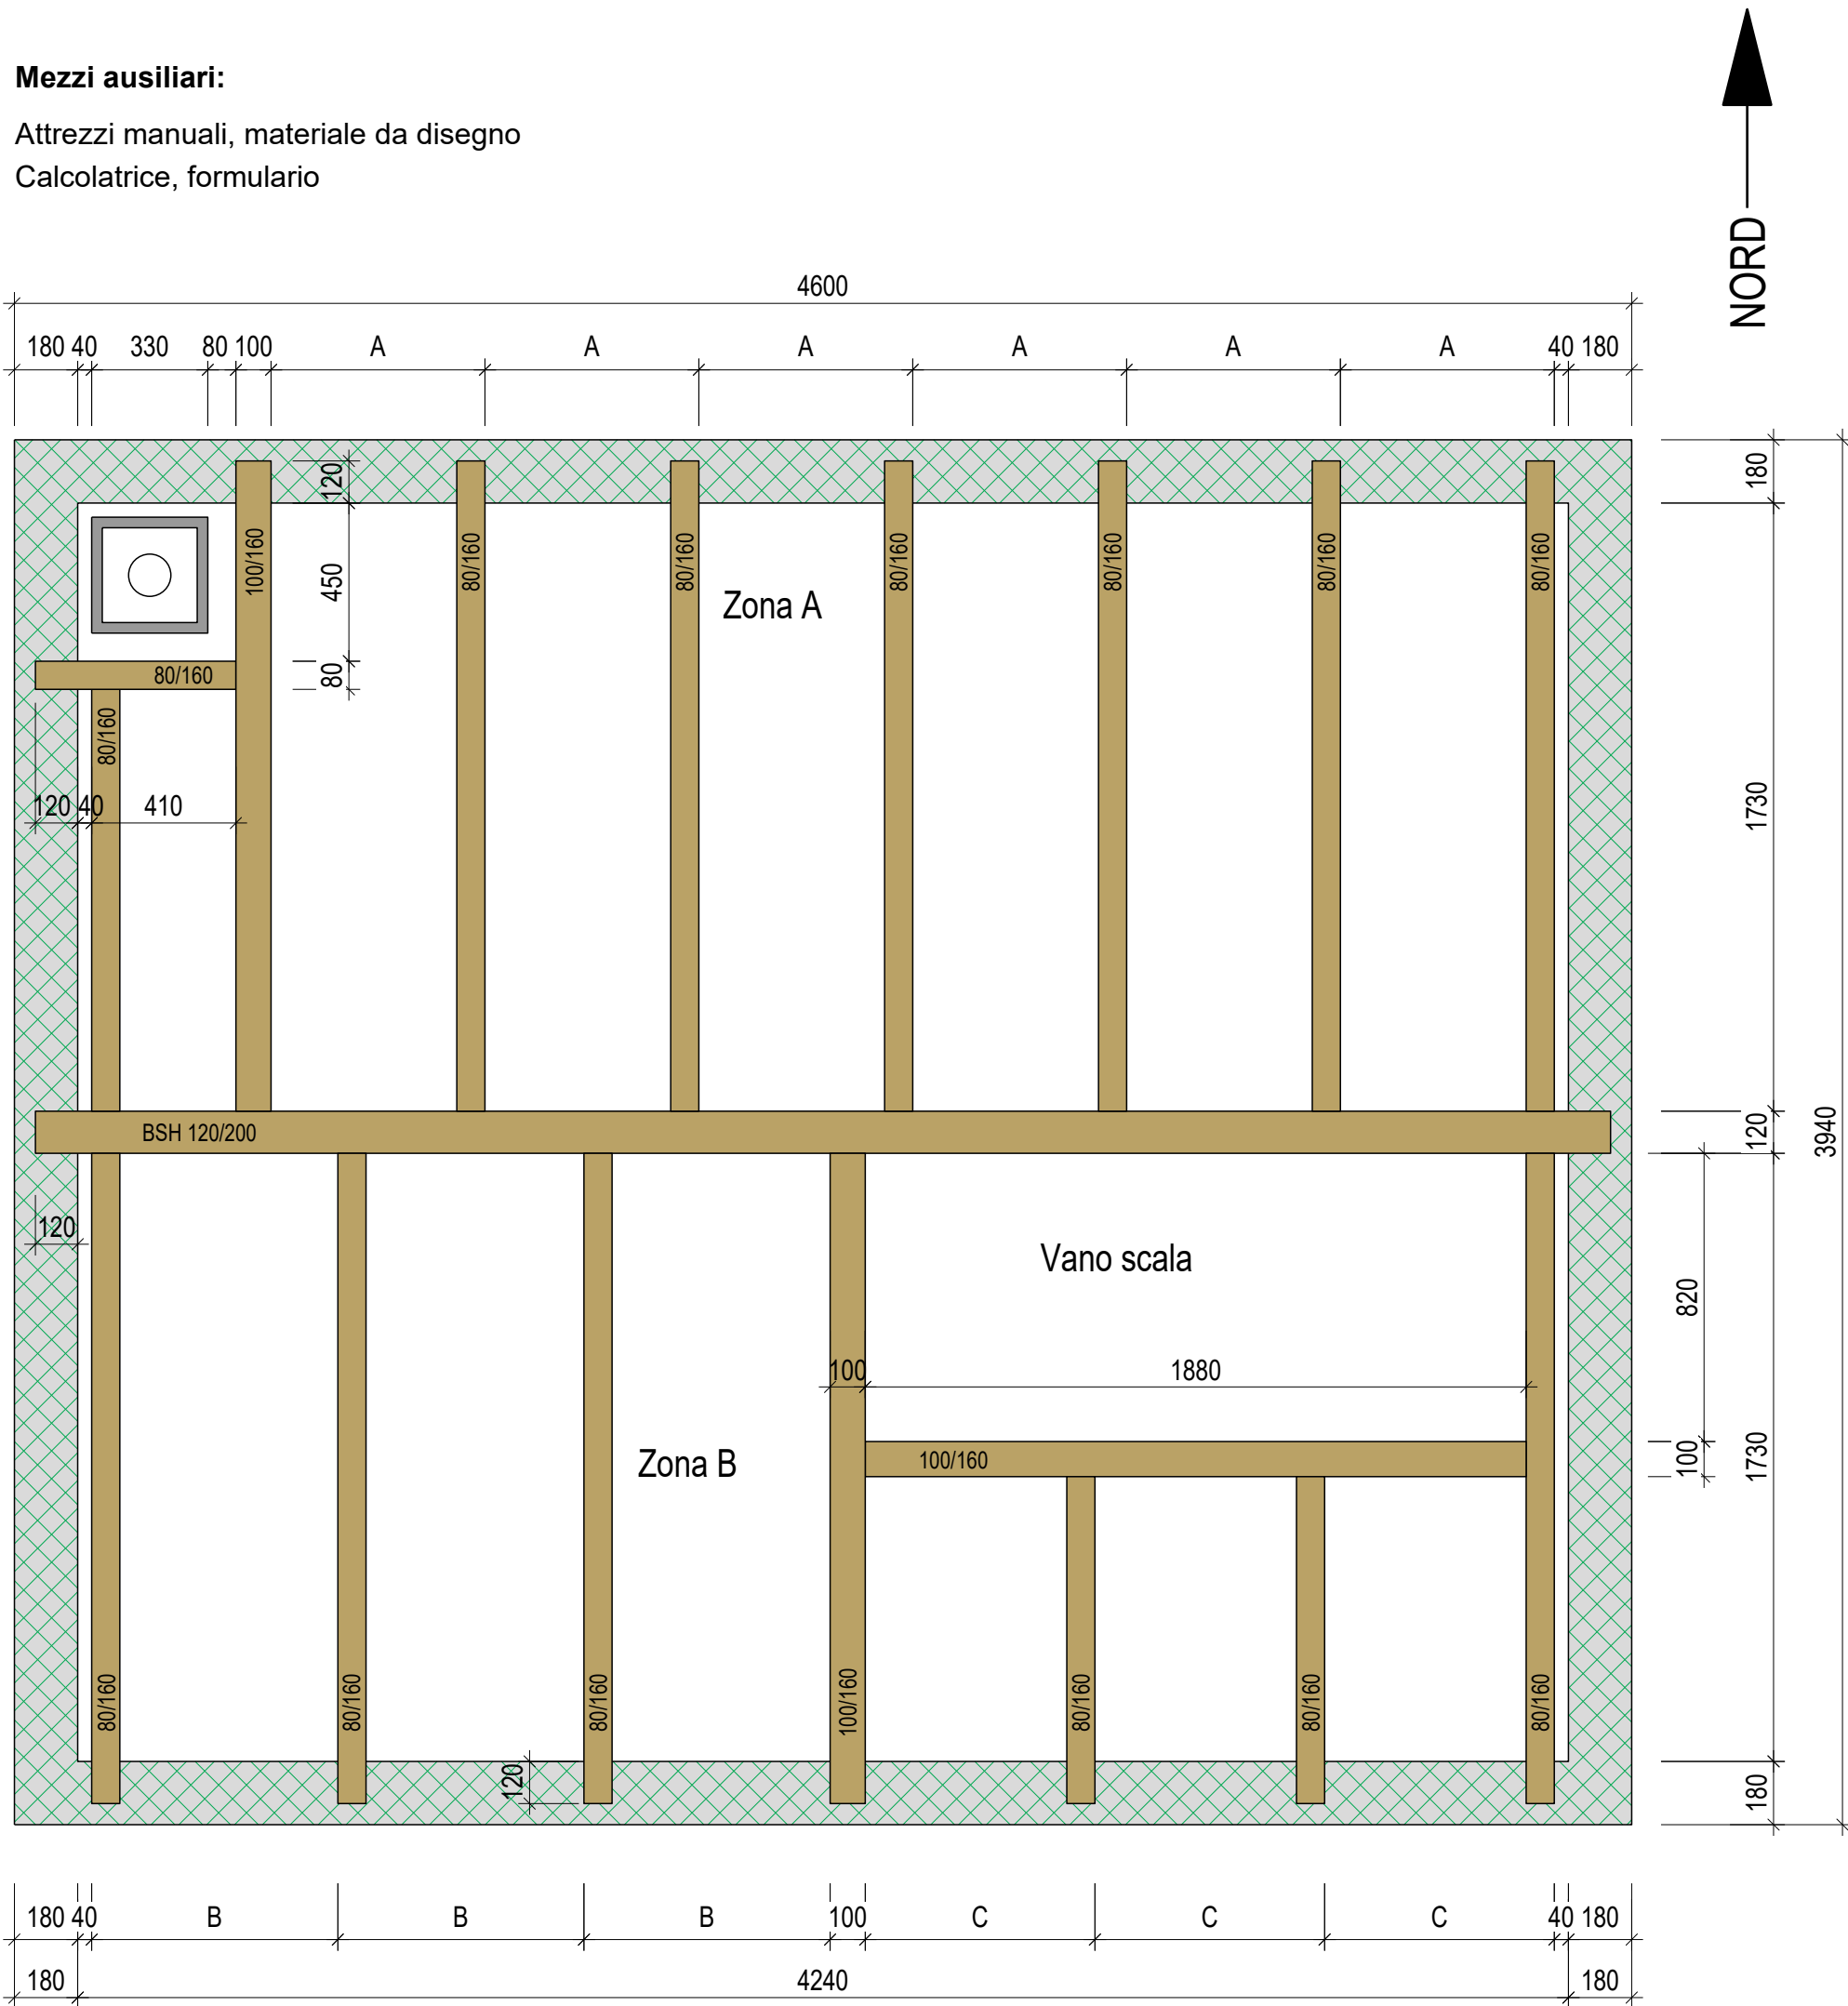 Mezzi ausiliari:
Attrezzi manuali, materiale da disegno
Calcolatrice, formulario
NORD
4600
180 40 330 80 100 A A A A A A 40 180
120
180
100/160 80/160 80/160 80/160 80/160 80/160 80/160
450
Zona A
80/160
80
80/160
120 40 410
1730
BSH 120/200
120
3940
120
Vano scala
820
100 1880
Zona B
100/160
100
1730
80/160 80/160 80/160 100/160 80/160 80/160 80/160
120
180
180 40 B B B 100 C C C 40 180
180 4240 180